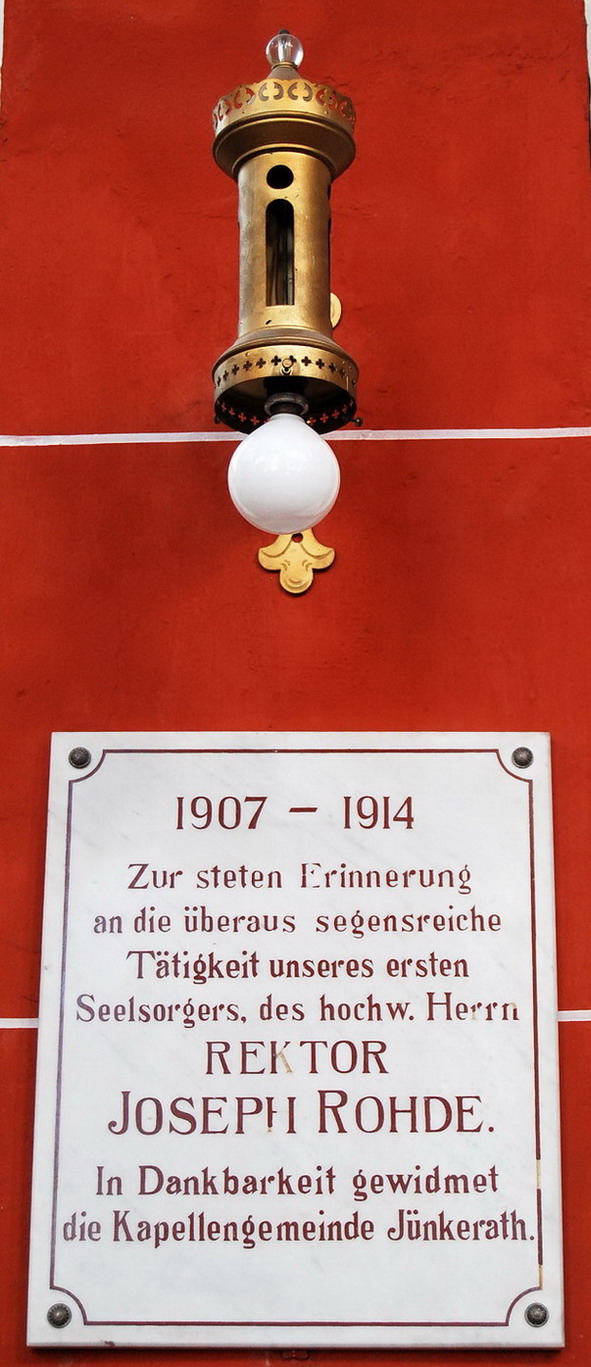 1907 – 1914
Zur steten Erinnerung
an die überaus segensreiche
Tätigkeit unseres ersten
Seelsorgers, des hochw. Herrn
REKTOR
JOSEPH ROHDE.
In Dankbarkeit gewidmet
die Kapellengemeinde Jünkerath.